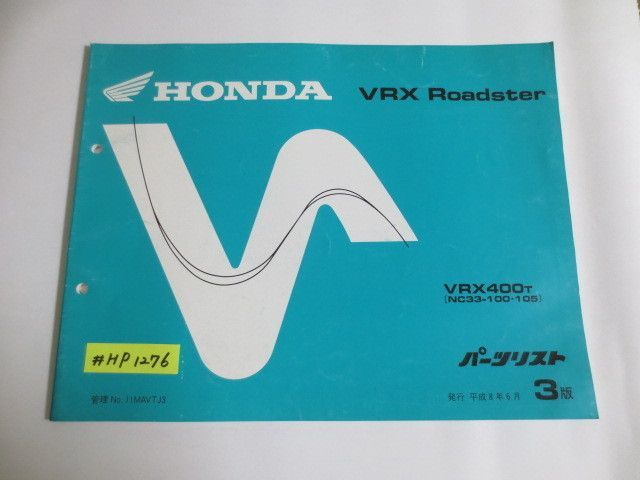 HONDA
VRX Roadster
VRX400T
[NC33-100・105]
パーツリスト
#HP1276
管理 No. 11MAVTJ3
発行 平成8年6月
3版